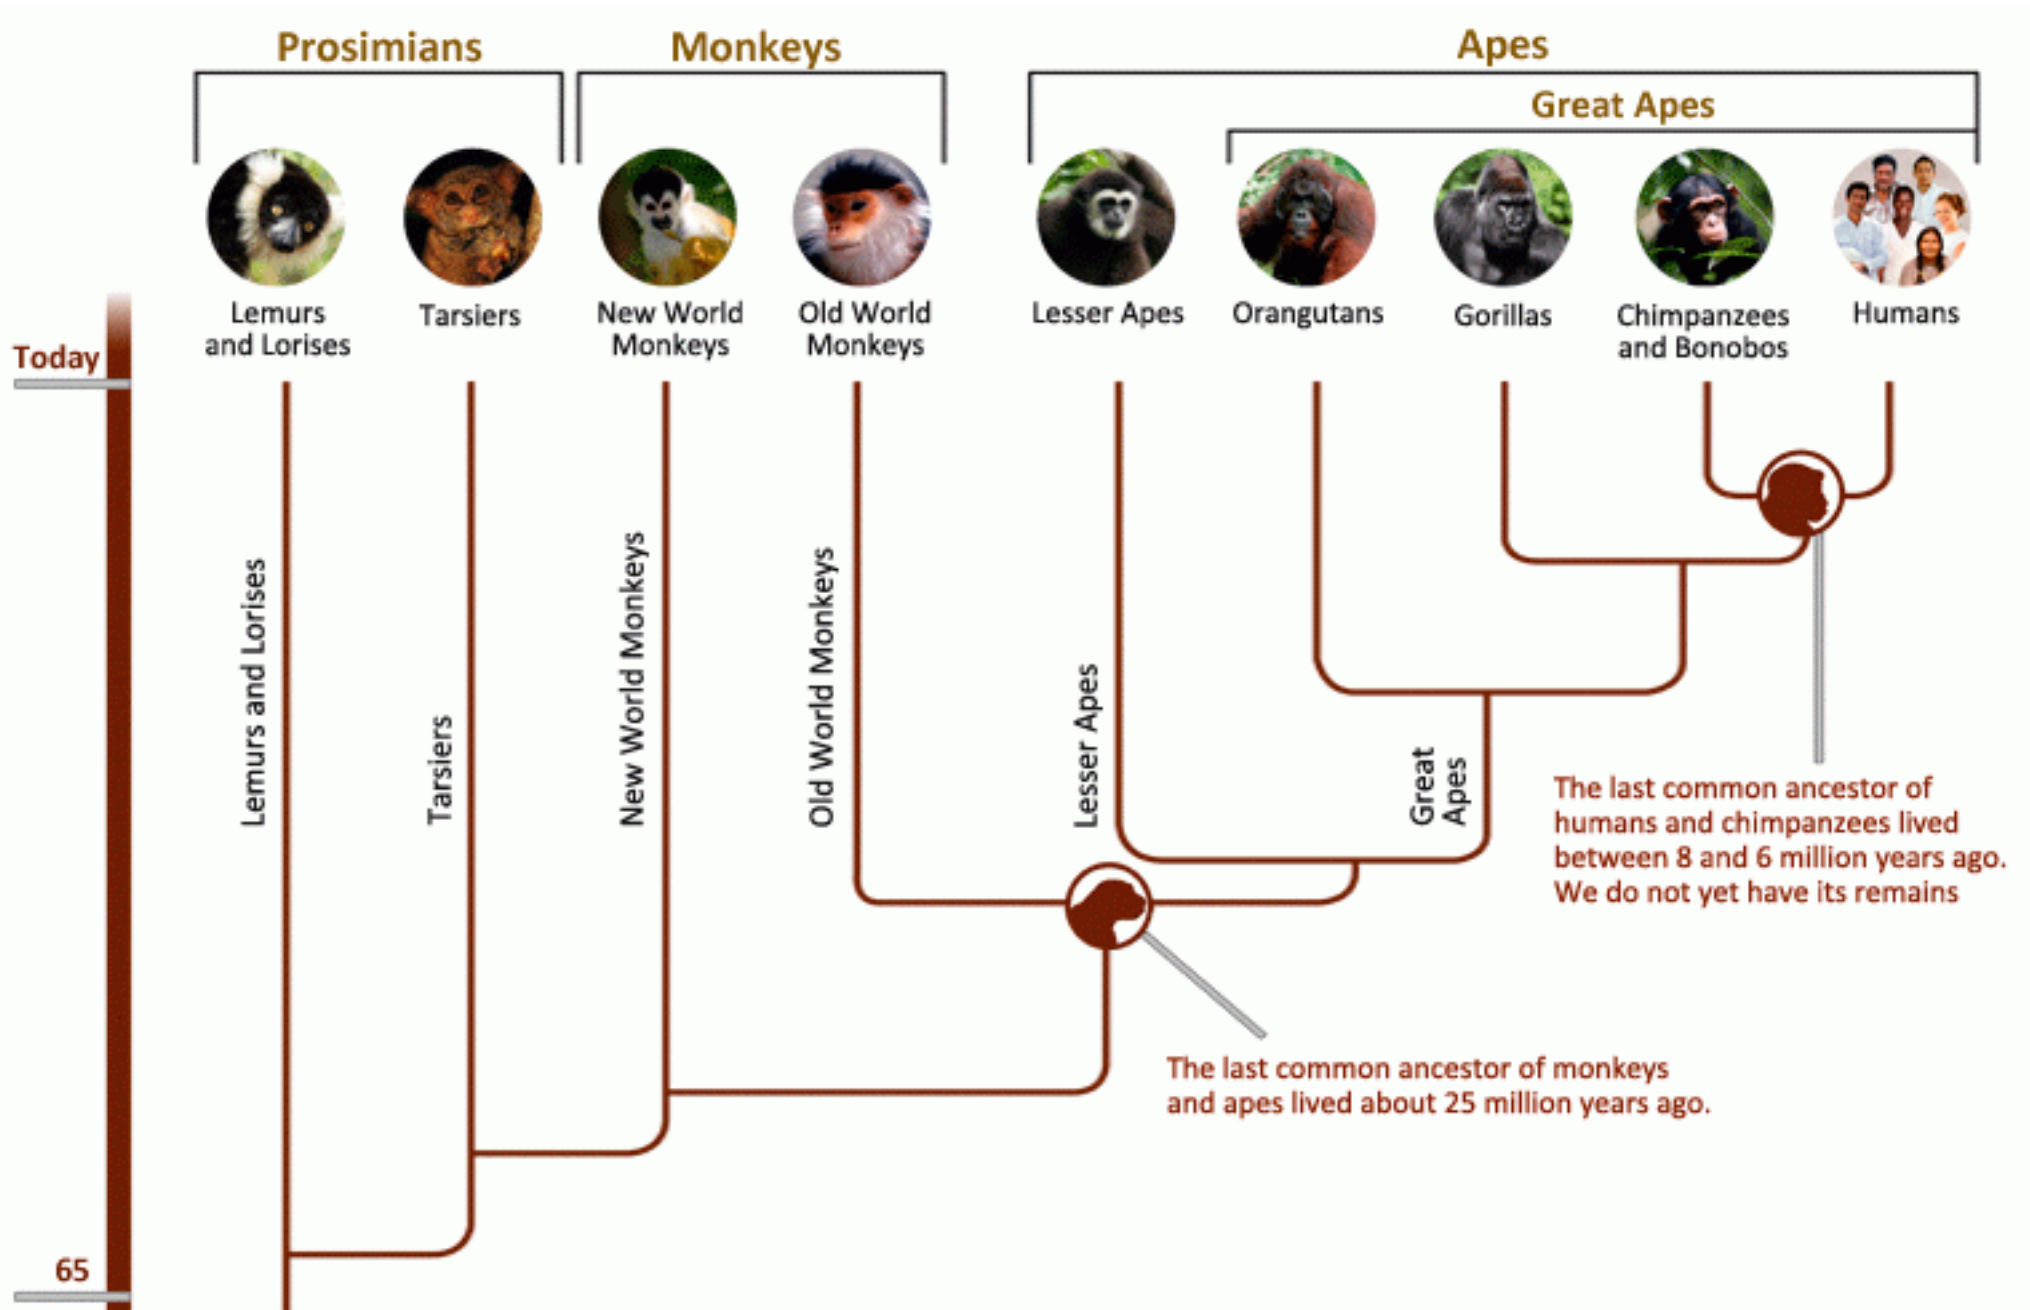 Prosimians
Monkeys
Apes
Great Apes
Lemurs
and Lorises
Tarsiers
New World
Monkeys
Old World
Monkeys
Lesser Apes
Orangutans
Gorillas
Chimpanzees
and Bonobos
Humans
Today
Lemurs and Lorises
Tarsiers
New World Monkeys
Old World Monkeys
Lesser Apes
Great
Apes
The last common ancestor of
humans and chimpanzees lived
between 8 and 6 million years ago.
We do not yet have its remains
The last common ancestor of monkeys
and apes lived about 25 million years ago.
65